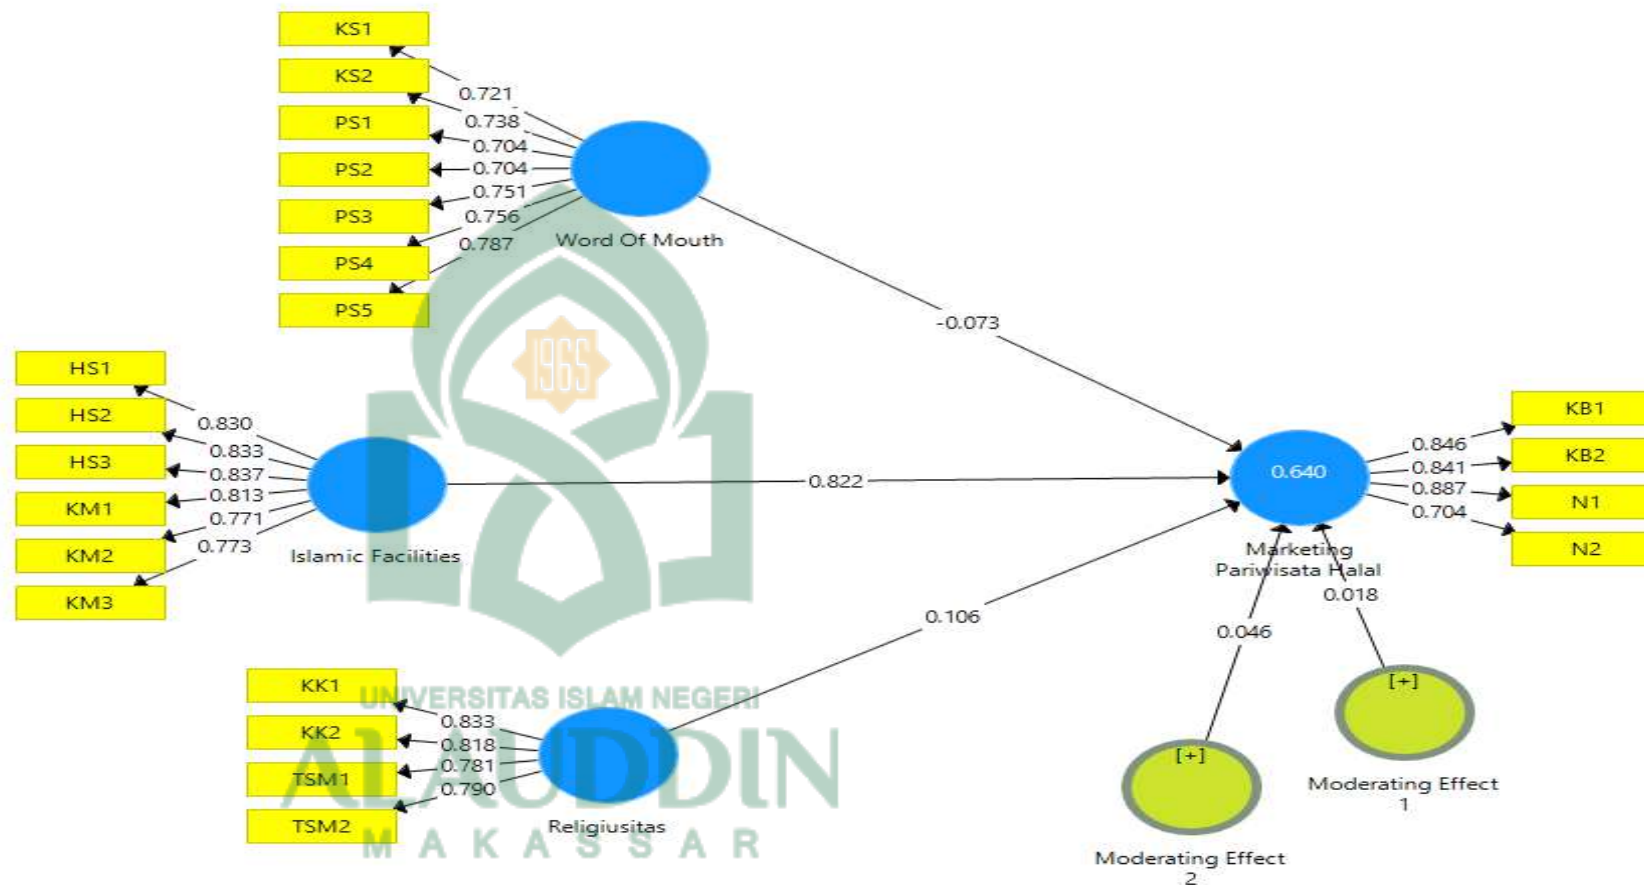 KS1
KS2
PS1
PS2
PS3
PS4
PS5
0.721
0.738
0.704
0.704
0.751
0.756
0.787
Word Of Mouth
-0.073
HS1
HS2
HS3
KM1
KM2
KM3
0.830
0.833
0.837
0.813
0.771
0.773
Islamic Facilities
1965
0.822
0.640
Marketing
Pariwisata Halal
0.846
0.841
0.887
0.704
KB1
KB2
N1
N2
0.106
0.046
0.018
KK1
KK2
TSM1
TSM2
0.833
0.818
0.781
0.790
Religiusitas
UNIVERSITAS ISLAM NEGERI
ALAUDDIN
MAKASSAR
[+]
Moderating Effect
1
[+]
Moderating Effect
2